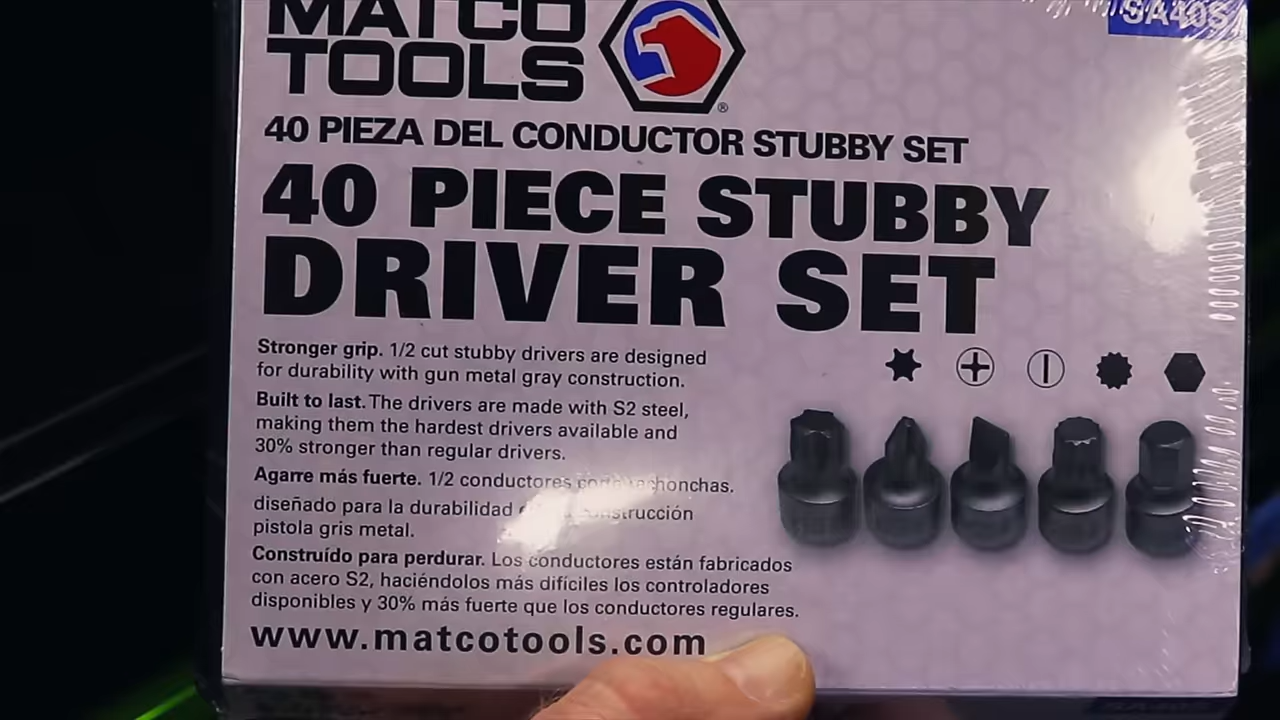 MATCO
TOOLS
SA40S
®
40 PIEZA DEL CONDUCTOR STUBBY SET
40 PIECE STUBBY
DRIVER SET
Stronger grip. 1/2 cut stubby drivers are designed
for durability with gun metal gray construction.
Built to last. The drivers are made with S2 steel,
making them the hardest drivers available and
30% stronger than regular drivers.
Agarre más fuerte. 1/2 conductores
diseñado para la durabilidad
pistola gris metal.
Construído para perdurar. Los conductores están fabricados
con acero S2, haciéndolos más difíciles los controladores
disponibles y 30% más fuerte que los conductores regulares.
www.matcotools.com